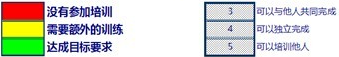 没有参加培训
需要额外的训练
达成目标要求
3 可以与他人共同完成
4 可以独立完成
5 可以培训他人